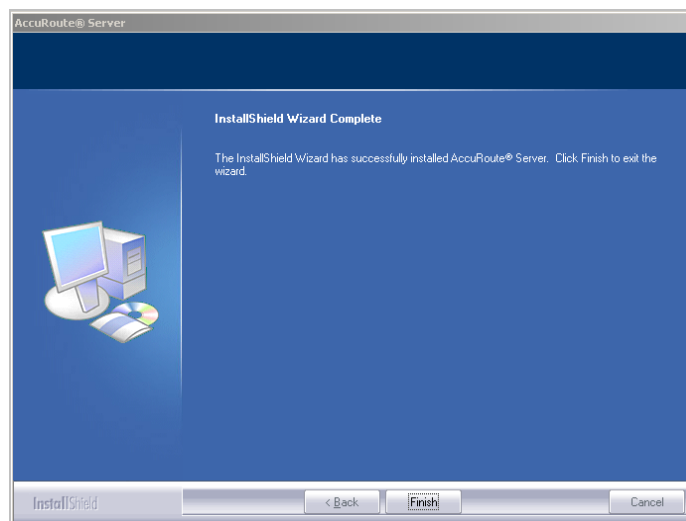 AccuRoute® Server
InstallShield Wizard Complete
The InstallShield Wizard has successfully installed AccuRoute® Server. Click Finish to exit the
wizard.
InstallShield
< Back
Finish
Cancel